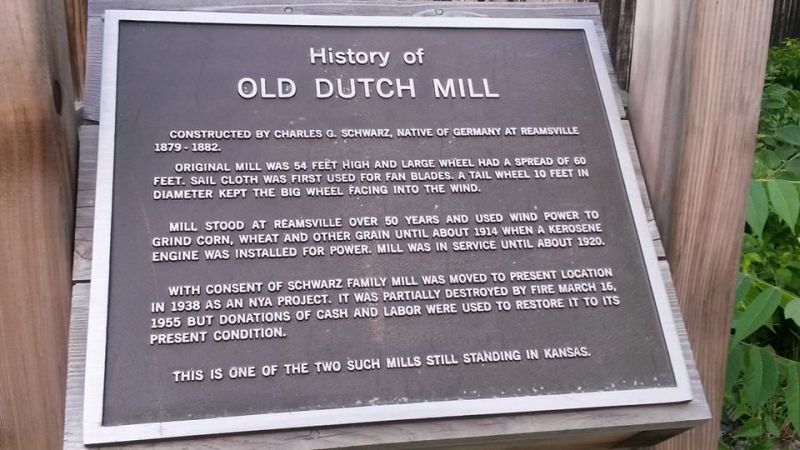 History of
OLD DUTCH MILL
CONSTRUCTED BY CHARLES G. SCHWARZ, NATIVE OF GERMANY AT REAMSVILLE
1879 - 1882.
ORIGINAL MILL WAS 54 FEET HIGH AND LARGE WHEEL HAD A SPREAD OF 60
FEET. SAIL CLOTH WAS FIRST USED FOR FAN BLADES. A TAIL WHEEL 10 FEET IN
DIAMETER KEPT THE BIG WHEEL FACING INTO THE WIND.
MILL STOOD AT REAMSVILLE OVER 50 YEARS AND USED WIND POWER TO
GRIND CORN, WHEAT AND OTHER GRAIN UNTIL ABOUT 1914 WHEN A KEROSENE
ENGINE WAS INSTALLED FOR POWER. MILL WAS IN SERVICE UNTIL ABOUT 1920.
WITH CONSENT OF SCHWARZ FAMILY MILL WAS MOVED TO PRESENT LOCATION
IN 1938 AS AN NYA PROJECT. IT WAS PARTIALLY DESTROYED BY FIRE MARCH 16,
1955 BUT DONATIONS OF CASH AND LABOR WERE USED TO RESTORE IT TO ITS
PRESENT CONDITION.
THIS IS ONE OF THE TWO SUCH MILLS STILL STANDING IN KANSAS.